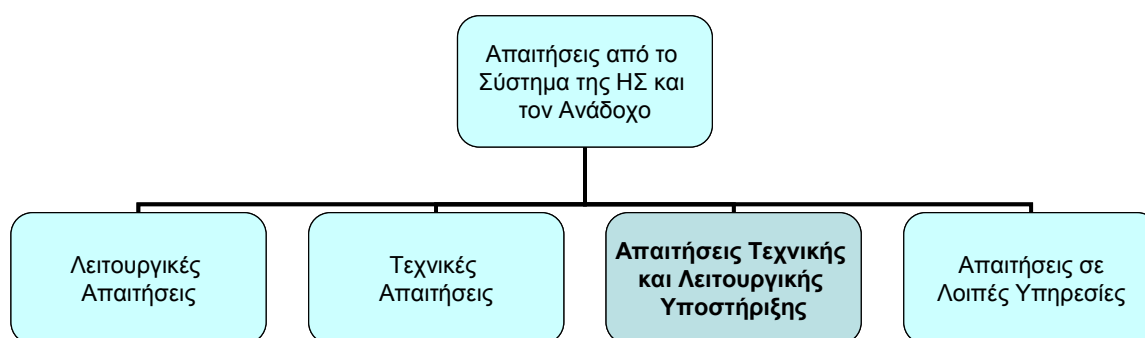 Απαιτήσεις από το
Σύστημα της ΗΣ και
τον Ανάδοχο
Λειτουργικές
Απαιτήσεις
Τεχνικές
Απαιτήσεις
Απαιτήσεις Τεχνικής
και Λειτουργικής
Υποστήριξης
Απαιτήσεις σε
Λοιπές Υπηρεσίες